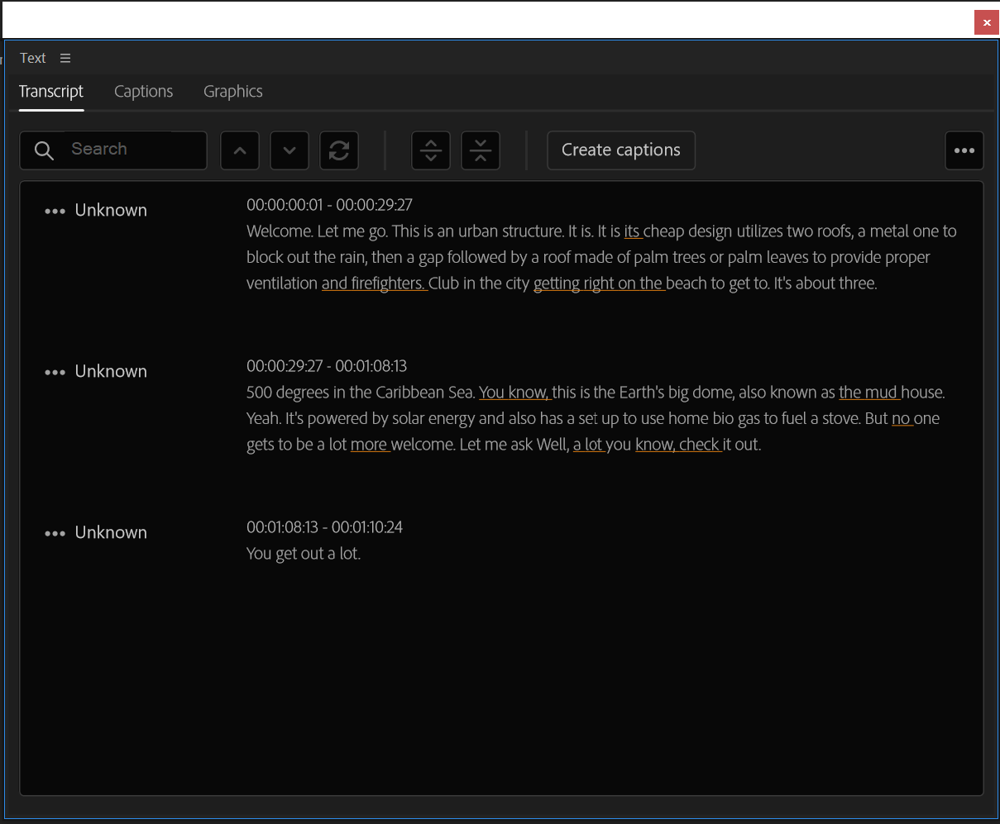 Text
Transcript Captions Graphics
Search Create captions
Unknown
00:00:00:01 - 00:00:29:27
Welcome. Let me go. This is an urban structure. It is. It is its cheap design utilizes two roofs, a metal one to
block out the rain, then a gap followed by a roof made of palm trees or palm leaves to provide proper
ventilation and firefighters. Club in the city getting right on the beach to get to. It's about three.
Unknown
00:00:29:27 - 00:01:08:13
500 degrees in the Caribbean Sea. You know, this is the Earth's big dome, also known as the mud house.
Yeah. It's powered by solar energy and also has a set up to use home bio gas to fuel a stove. But no one
gets to be a lot more welcome. Let me ask Well, a lot you know, check it out.
Unknown
00:01:08:13 - 00:01:10:24
You get out a lot.